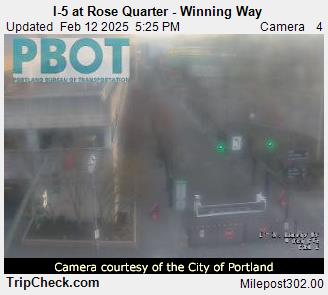 I-5 at Rose Quarter - Winning Way
Updated Feb 12 2025 5:25 PM Camera 4
PBOT
PORTLAND BUREAU OF TRANSPORTATION
Camera courtesy of the City of Portland
TripCheck.com Milepost302.00